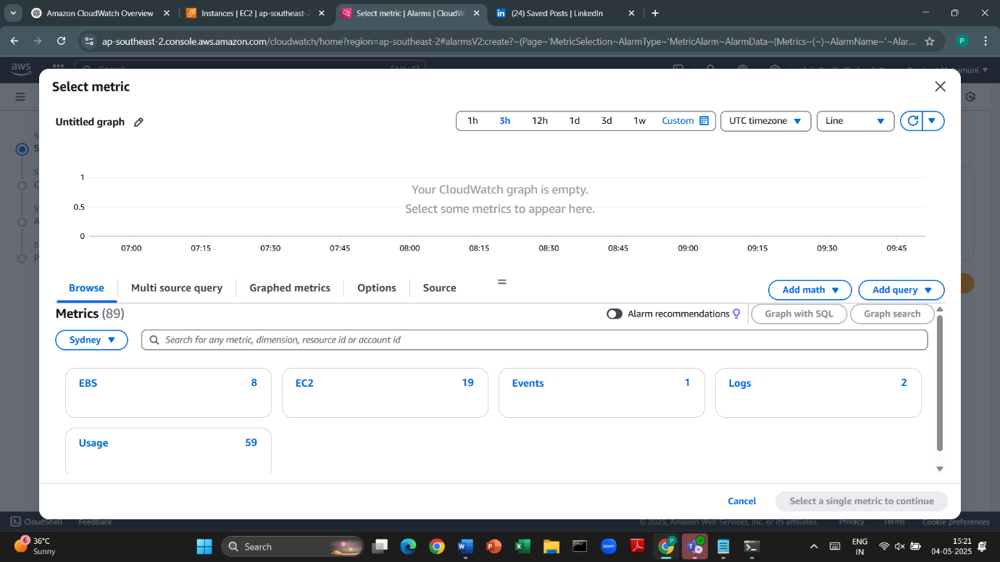 Amazon CloudWatch Overview
Instances | EC2 | ap-southeast-2
Select metric | Alarms | CloudW
(24) Saved Posts | LinkedIn
ap-southeast-2.console.aws.amazon.com/cloudwatch/home?region=ap-southeast-2#alarmsV2:create?~(Page~'MetricSelection~AlarmType~'MetricAlarm~AlarmData~(Metrics~(~)~AlarmName~'~Alar...
P
aws
Select metric
Untitled graph
1h 3h 12h 1d 3d 1w Custom UTC timezone Line
1
0.5
0
Your CloudWatch graph is empty.
Select some metrics to appear here.
07:00 07:15 07:30 07:45 08:00 08:15 08:30 08:45 09:00 09:15 09:30 09:45
Browse Multi source query Graphed metrics Options Source Add math Add query
Metrics (89) Alarm recommendations Graph with SQL Graph search
Sydney Search for any metric, dimension, resource id or account id
EBS 8 EC2 19 Events 1 Logs 2
Usage 59
Cancel Select a single metric to continue
CloudShell Feedback © 2025, Amazon Web Services, Inc. or its affiliates. Privacy Terms Cookie preferences
6 36°C
Sunny
Search
zoom
P
ENG
IN
15:21
04-05-2025